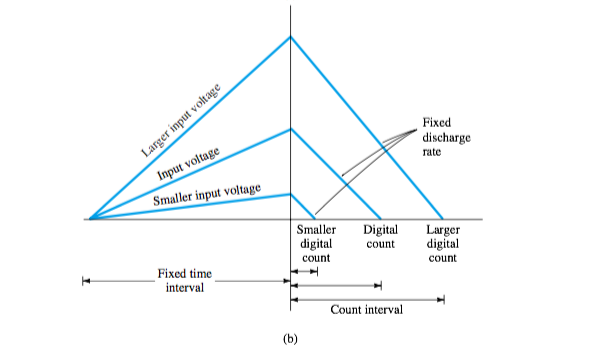 Larger input voltage
Input voltage
Smaller input voltage
Fixed
discharge
rate
Smaller
digital
count
Digital
count
Larger
digital
count
Fixed time
interval
Count interval
(b)